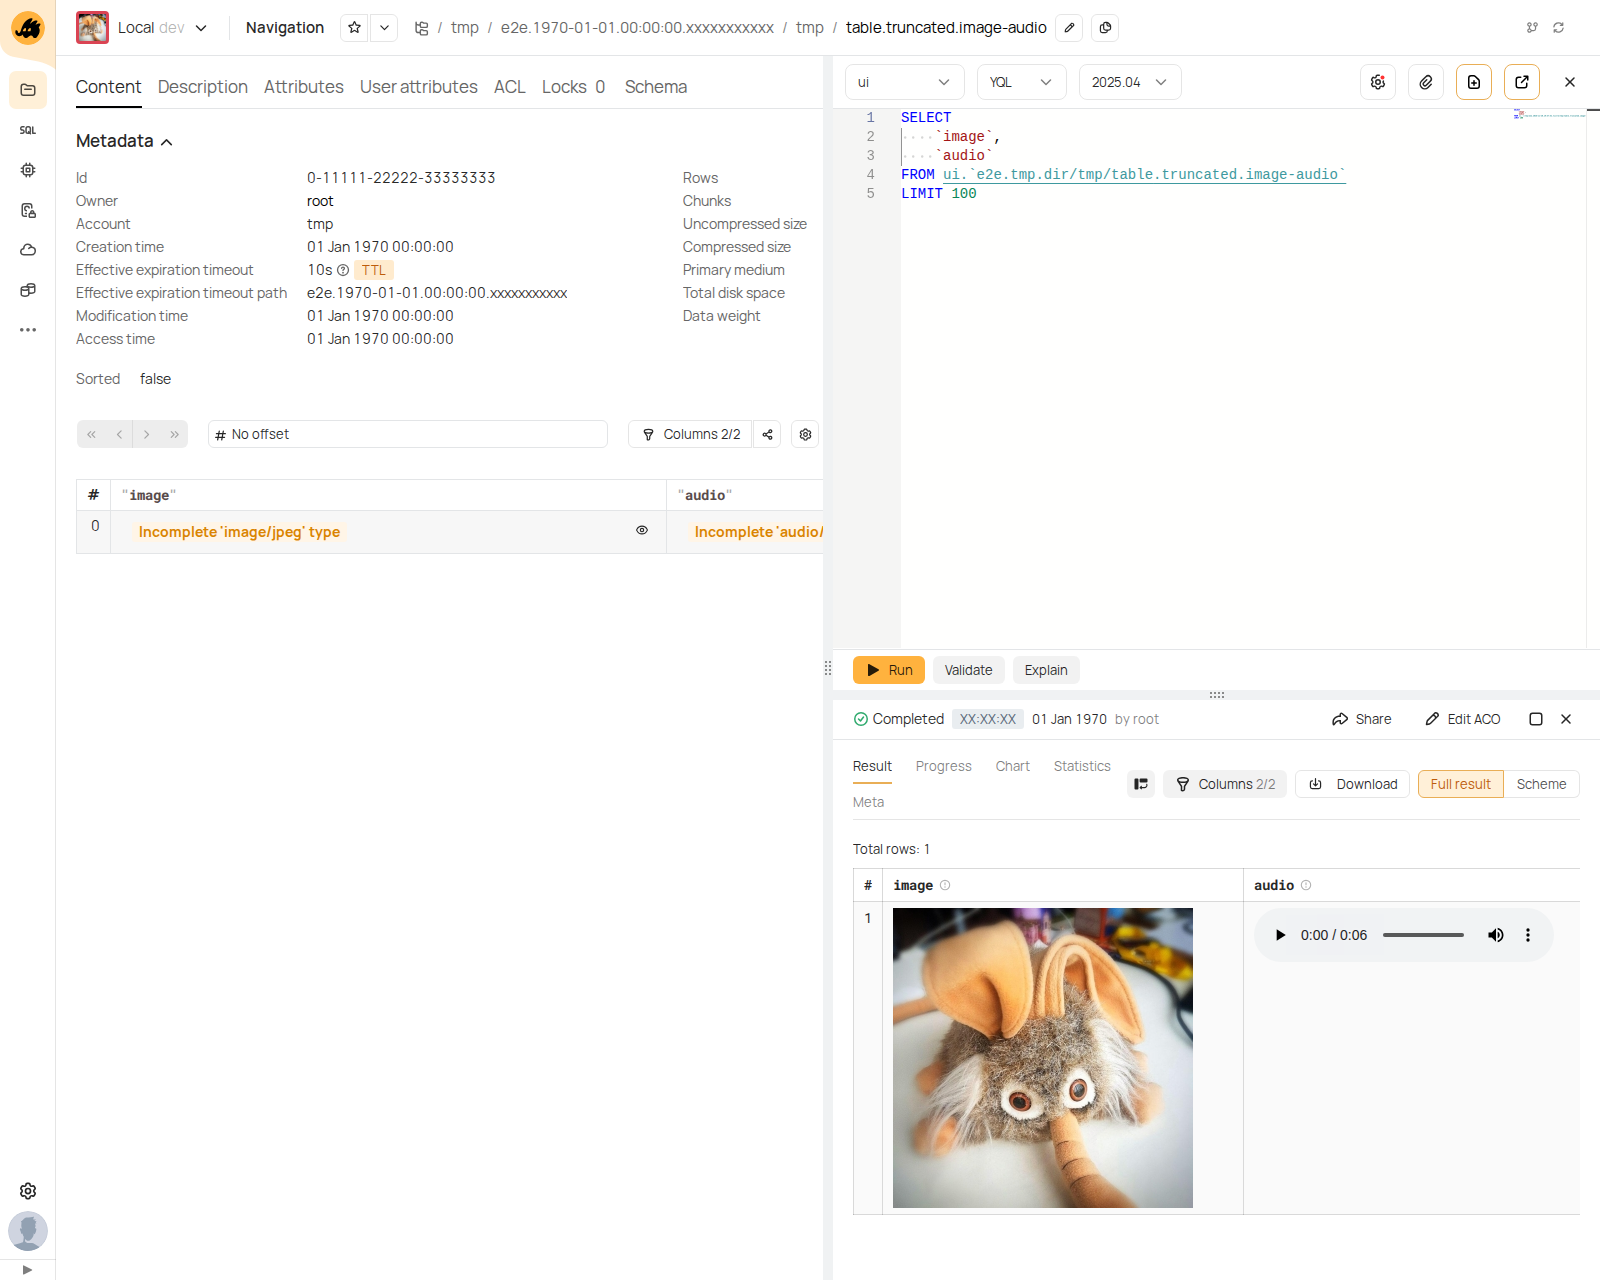 Local dev
Navigation
/ tmp / e2e.1970-01-01.00:00:00.xxxxxxxxxxx / tmp / table.truncated.image-audio
SQL
Content Description Attributes User attributes ACL Locks 0 Schema
Metadata
Id 0-11111-22222-33333333 Rows
Owner root Chunks
Account tmp Uncompressed size
Creation time 01 Jan 1970 00:00:00 Compressed size
Effective expiration timeout 10s TTL Primary medium
Effective expiration timeout path e2e.1970-01-01.00:00:00.xxxxxxxxxxx Total disk space
Modification time 01 Jan 1970 00:00:00 Data weight
Access time 01 Jan 1970 00:00:00
Sorted false
# No offset
Columns 2/2
# "image" "audio"
0 Incomplete 'image/jpeg' type Incomplete 'audio/
ui YQL 2025.04
1 SELECT
2 ····`image`,
3 ····`audio`
4 FROM ui.`e2e.tmp.dir/tmp/table.truncated.image-audio`
5 LIMIT 100
Run Validate Explain
Completed XX:XX:XX 01 Jan 1970 by root Share Edit ACO
Result Progress Chart Statistics
Meta
Columns 2/2 Download Full result Scheme
Total rows: 1
# image audio
1 0:00 / 0:06